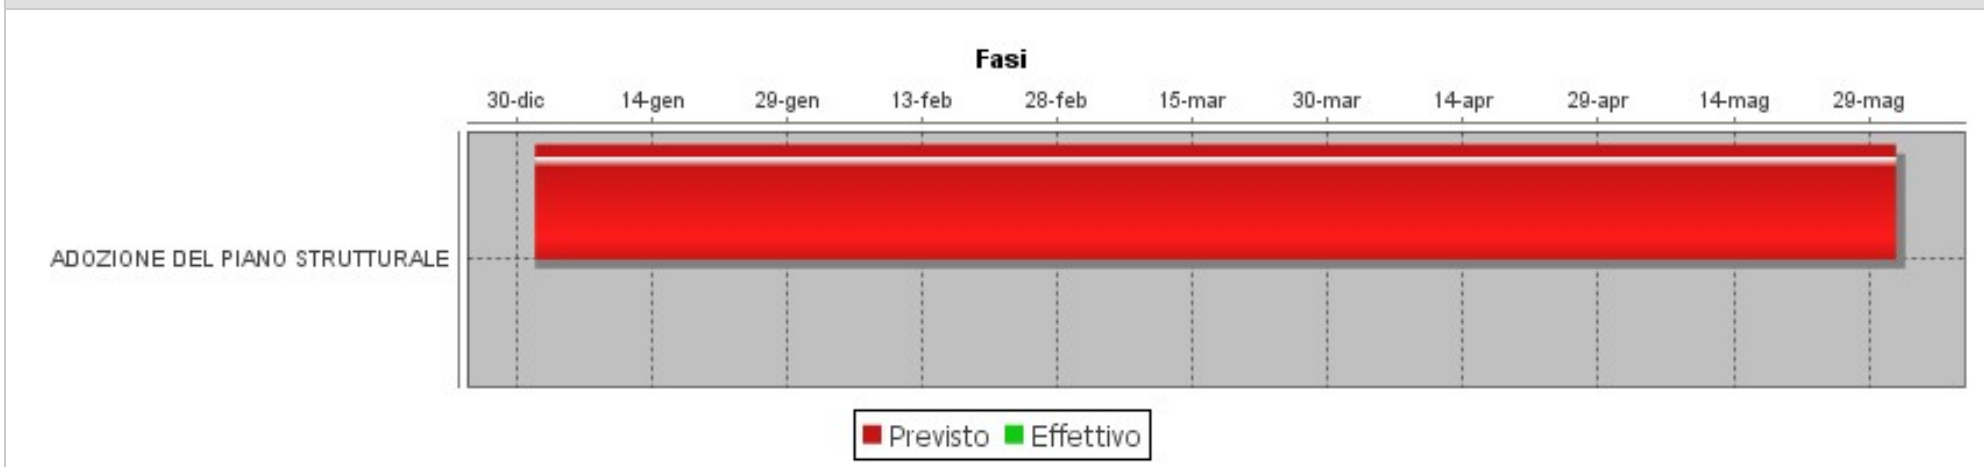 Fasi
30-dic 14-gen 29-gen 13-feb 28-feb 15-mar 30-mar 14-apr 29-apr 14-mag 29-mag
ADOZIONE DEL PIANO STRUTTURALE
Previsto Effettivo